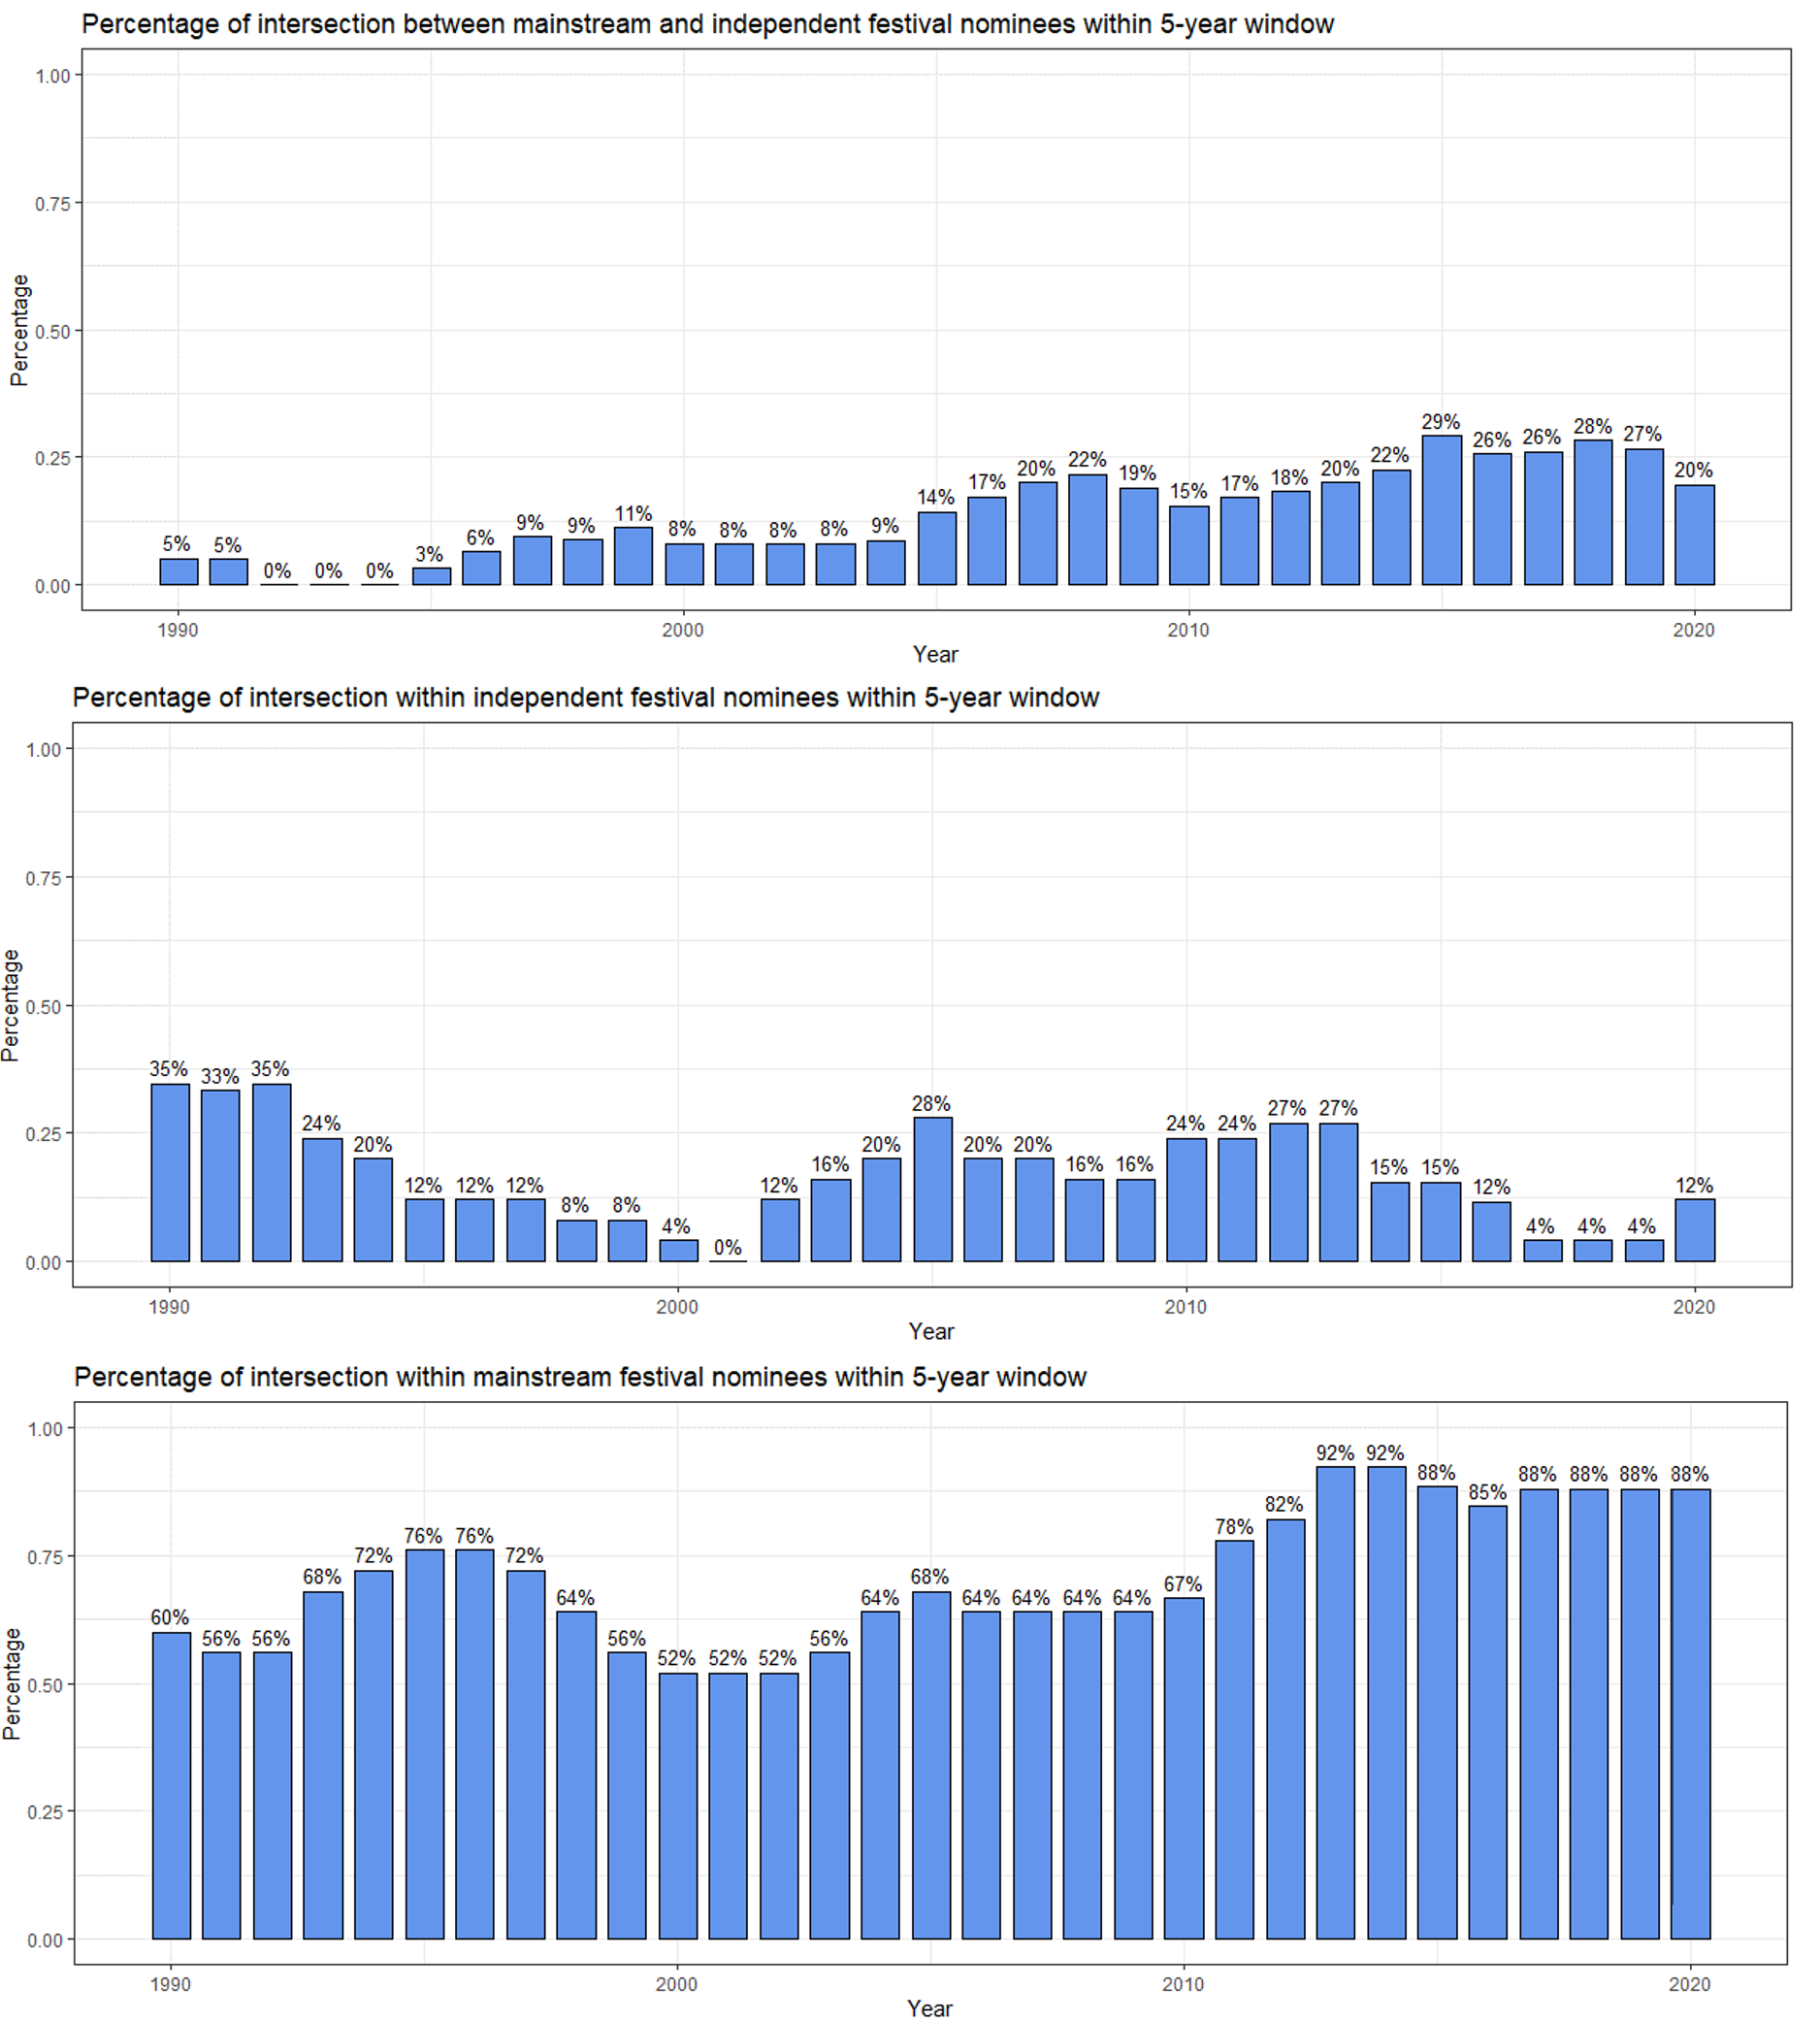 Percentage of intersection between mainstream and independent festival nominees within 5-year window
1.00
0.75
0.50
0.25
0.00
Percentage
5% 5% 0% 0% 0% 3% 6% 9% 9% 11% 8% 8% 8% 8% 9% 14% 17% 20% 22% 19% 15% 17% 18% 20% 22% 29% 26% 26% 28% 27% 20%
1990 2000 2010 2020
Year
Percentage of intersection within independent festival nominees within 5-year window
1.00
0.75
0.50
0.25
0.00
Percentage
35% 33% 35% 24% 20% 12% 12% 12% 8% 8% 4% 0% 12% 16% 20% 28% 20% 20% 16% 16% 24% 24% 27% 27% 15% 15% 12% 4% 4% 4% 12%
1990 2000 2010 2020
Year
Percentage of intersection within mainstream festival nominees within 5-year window
1.00
0.75
0.50
0.25
0.00
Percentage
60% 56% 56% 68% 72% 76% 76% 72% 64% 56% 52% 52% 52% 56% 64% 68% 64% 64% 64% 64% 67% 78% 82% 92% 92% 88% 85% 88% 88% 88% 88%
1990 2000 2010 2020
Year